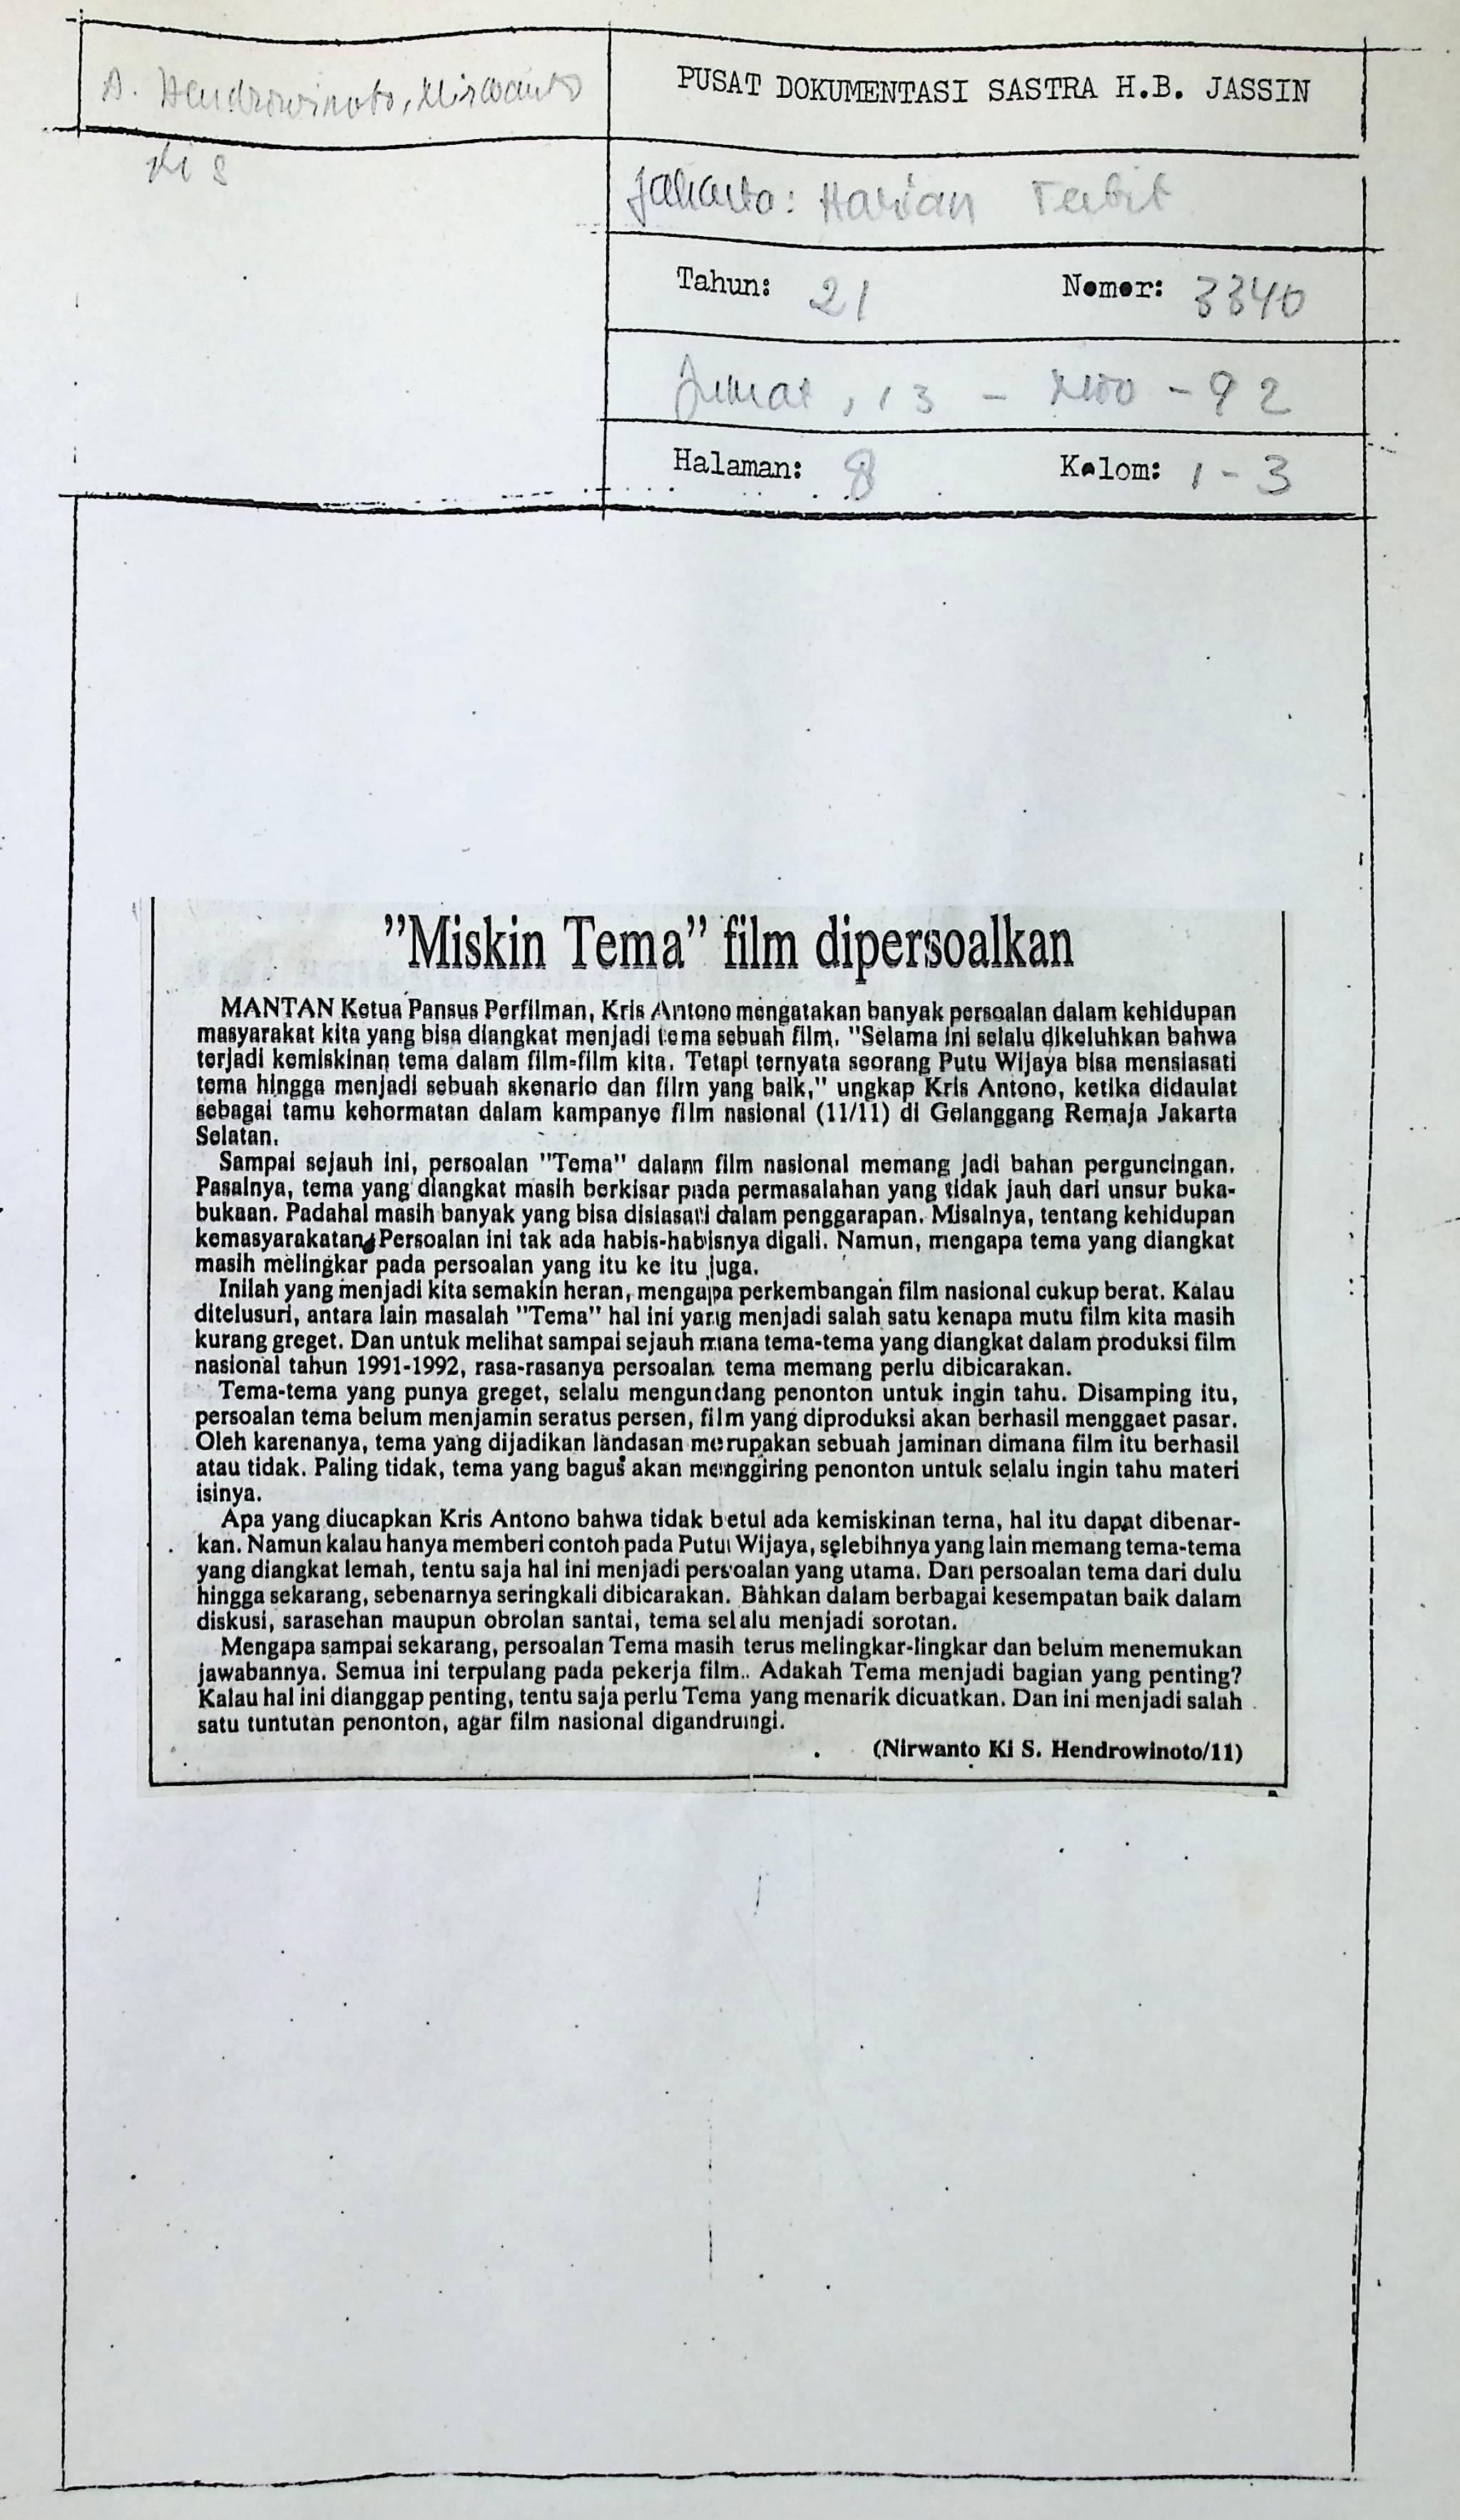 D. Hendrowinoto, Nirwanto
Ki S
PUSAT DOKUMENTASI SASTRA H.B. JASSIN
Jakarta: Harian Terbit
Tahun: 21 Nomor: 3340
Jumat, 13 - Nov - 92
Halaman: 8 Kolom: 1 - 3
"Miskin Tema" film dipersoalkan
MANTAN Ketua Pansus Perfilman, Kris Antono mengatakan banyak persoalan dalam kehidupan
masyarakat kita yang bisa diangkat menjadi tema sebuah film. "Selama ini selalu dikeluhkan bahwa
terjadi kemiskinan tema dalam film-film kita. Tetapi ternyata seorang Putu Wijaya bisa mensiasati
tema hingga menjadi sebuah skenario dan film yang baik," ungkap Kris Antono, ketika didaulat
sebagai tamu kehormatan dalam kampanye film nasional (11/11) di Gelanggang Remaja Jakarta
Selatan.
Sampai sejauh ini, persoalan "Tema" dalam film nasional memang jadi bahan perguncingan.
Pasalnya, tema yang diangkat masih berkisar pada permasalahan yang tidak jauh dari unsur buka-
bukaan. Padahal masih banyak yang bisa disiasati dalam penggarapan. Misalnya, tentang kehidupan
kemasyarakatan. Persoalan ini tak ada habis-habisnya digali. Namun, mengapa tema yang diangkat
masih melingkar pada persoalan yang itu ke itu juga.
Inilah yang menjadi kita semakin heran, mengapa perkembangan film nasional cukup berat. Kalau
ditelusuri, antara lain masalah "Tema" hal ini yang menjadi salah satu kenapa mutu film kita masih
kurang greget. Dan untuk melihat sampai sejauh mana tema-tema yang diangkat dalam produksi film
nasional tahun 1991-1992, rasa-rasanya persoalan tema memang perlu dibicarakan.
Tema-tema yang punya greget, selalu mengundang penonton untuk ingin tahu. Disamping itu,
persoalan tema belum menjamin seratus persen, film yang diproduksi akan berhasil menggaet pasar.
Oleh karenanya, tema yang dijadikan landasan merupakan sebuah jaminan dimana film itu berhasil
atau tidak. Paling tidak, tema yang bagus akan menggiring penonton untuk selalu ingin tahu materi
isinya.
Apa yang diucapkan Kris Antono bahwa tidak betul ada kemiskinan tema, hal itu dapat dibenar-
kan. Namun kalau hanya memberi contoh pada Putu Wijaya, selebihnya yang lain memang tema-tema
yang diangkat lemah, tentu saja hal ini menjadi persoalan yang utama. Dan persoalan tema dari dulu
hingga sekarang, sebenarnya seringkali dibicarakan. Bahkan dalam berbagai kesempatan baik dalam
diskusi, sarasehan maupun obrolan santai, tema selalu menjadi sorotan.
Mengapa sampai sekarang, persoalan Tema masih terus melingkar-lingkar dan belum menemukan
jawabannya. Semua ini terpulang pada pekerja film.. Adakah Tema menjadi bagian yang penting?
Kalau hal ini dianggap penting, tentu saja perlu Tema yang menarik dicuatkan. Dan ini menjadi salah
satu tuntutan penonton, agar film nasional digandrungi.
(Nirwanto Ki S. Hendrowinoto/11)